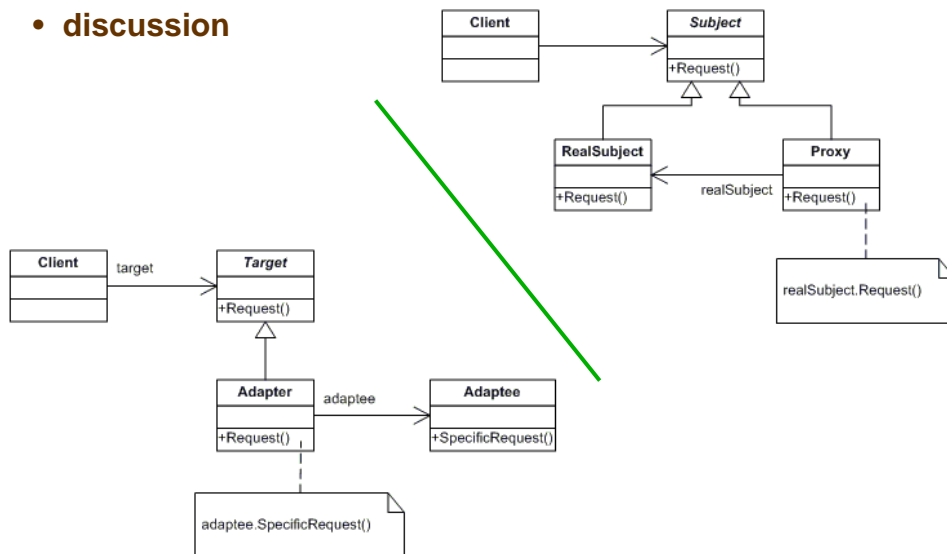 • discussion
Client
Subject
+Request()
RealSubject
+Request()
Proxy
+Request()
realSubject
realSubject.Request()
Client
target
Target
+Request()
Adapter
+Request()
adaptee
Adaptee
+SpecificRequest()
adaptee.SpecificRequest()